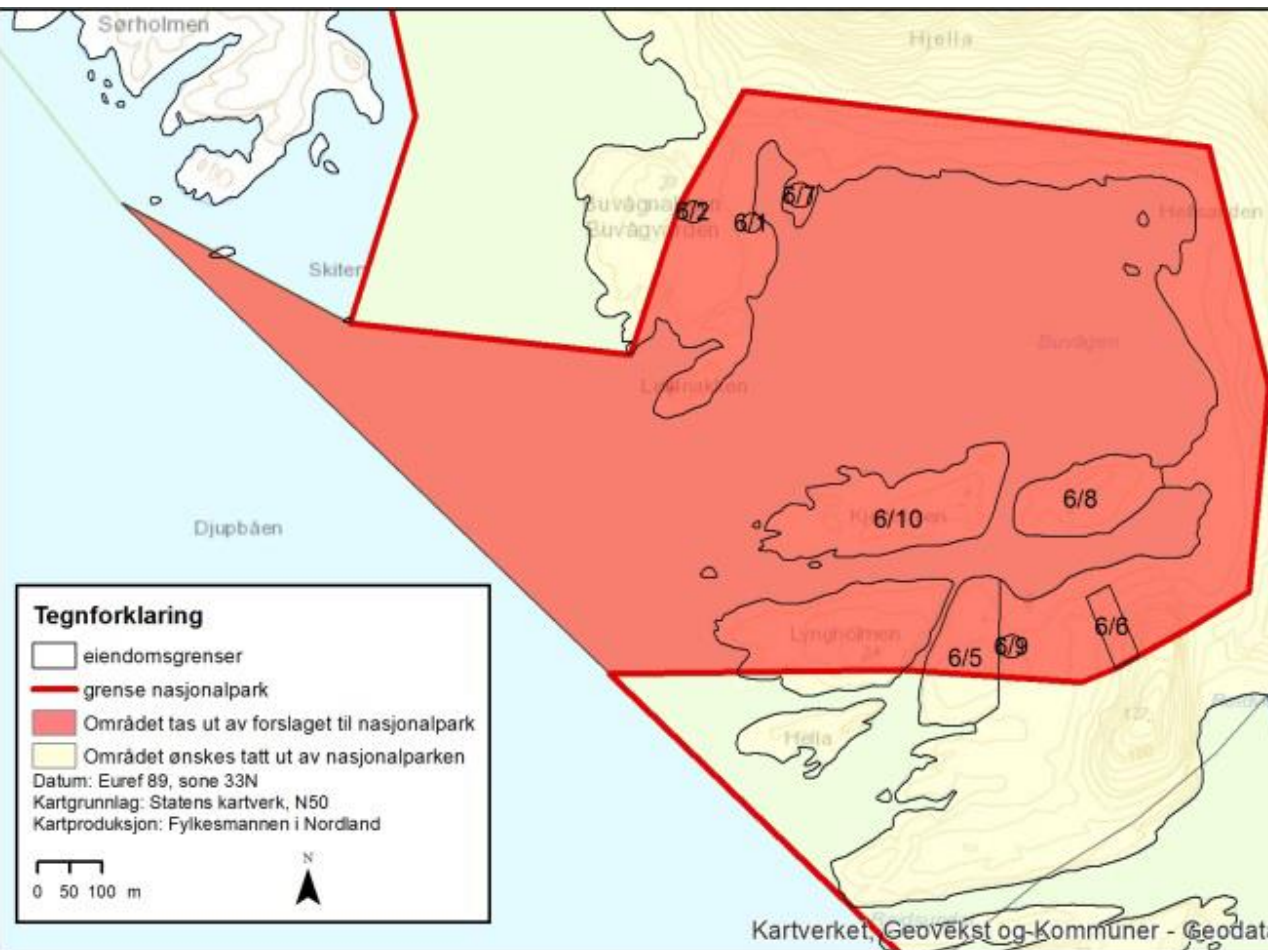 Sørholmen
Hjella
Buvågvarden
6/2
6/1
6/7
Djupbåen
6/10
6/8
Lyngholmen
6/5
6/9
6/6
Hella
Tegnforklaring
eiendomsgrenser
grense nasjonalpark
Området tas ut av forslaget til nasjonalpark
Området ønskes tatt ut av nasjonalparken
Datum: Euref 89, sone 33N
Kartgrunnlag: Statens kartverk, N50
Kartproduksjon: Fylkesmannen i Nordland
N
0 50 100 m
Kartverket, Geovekst og Kommuner - Geodata